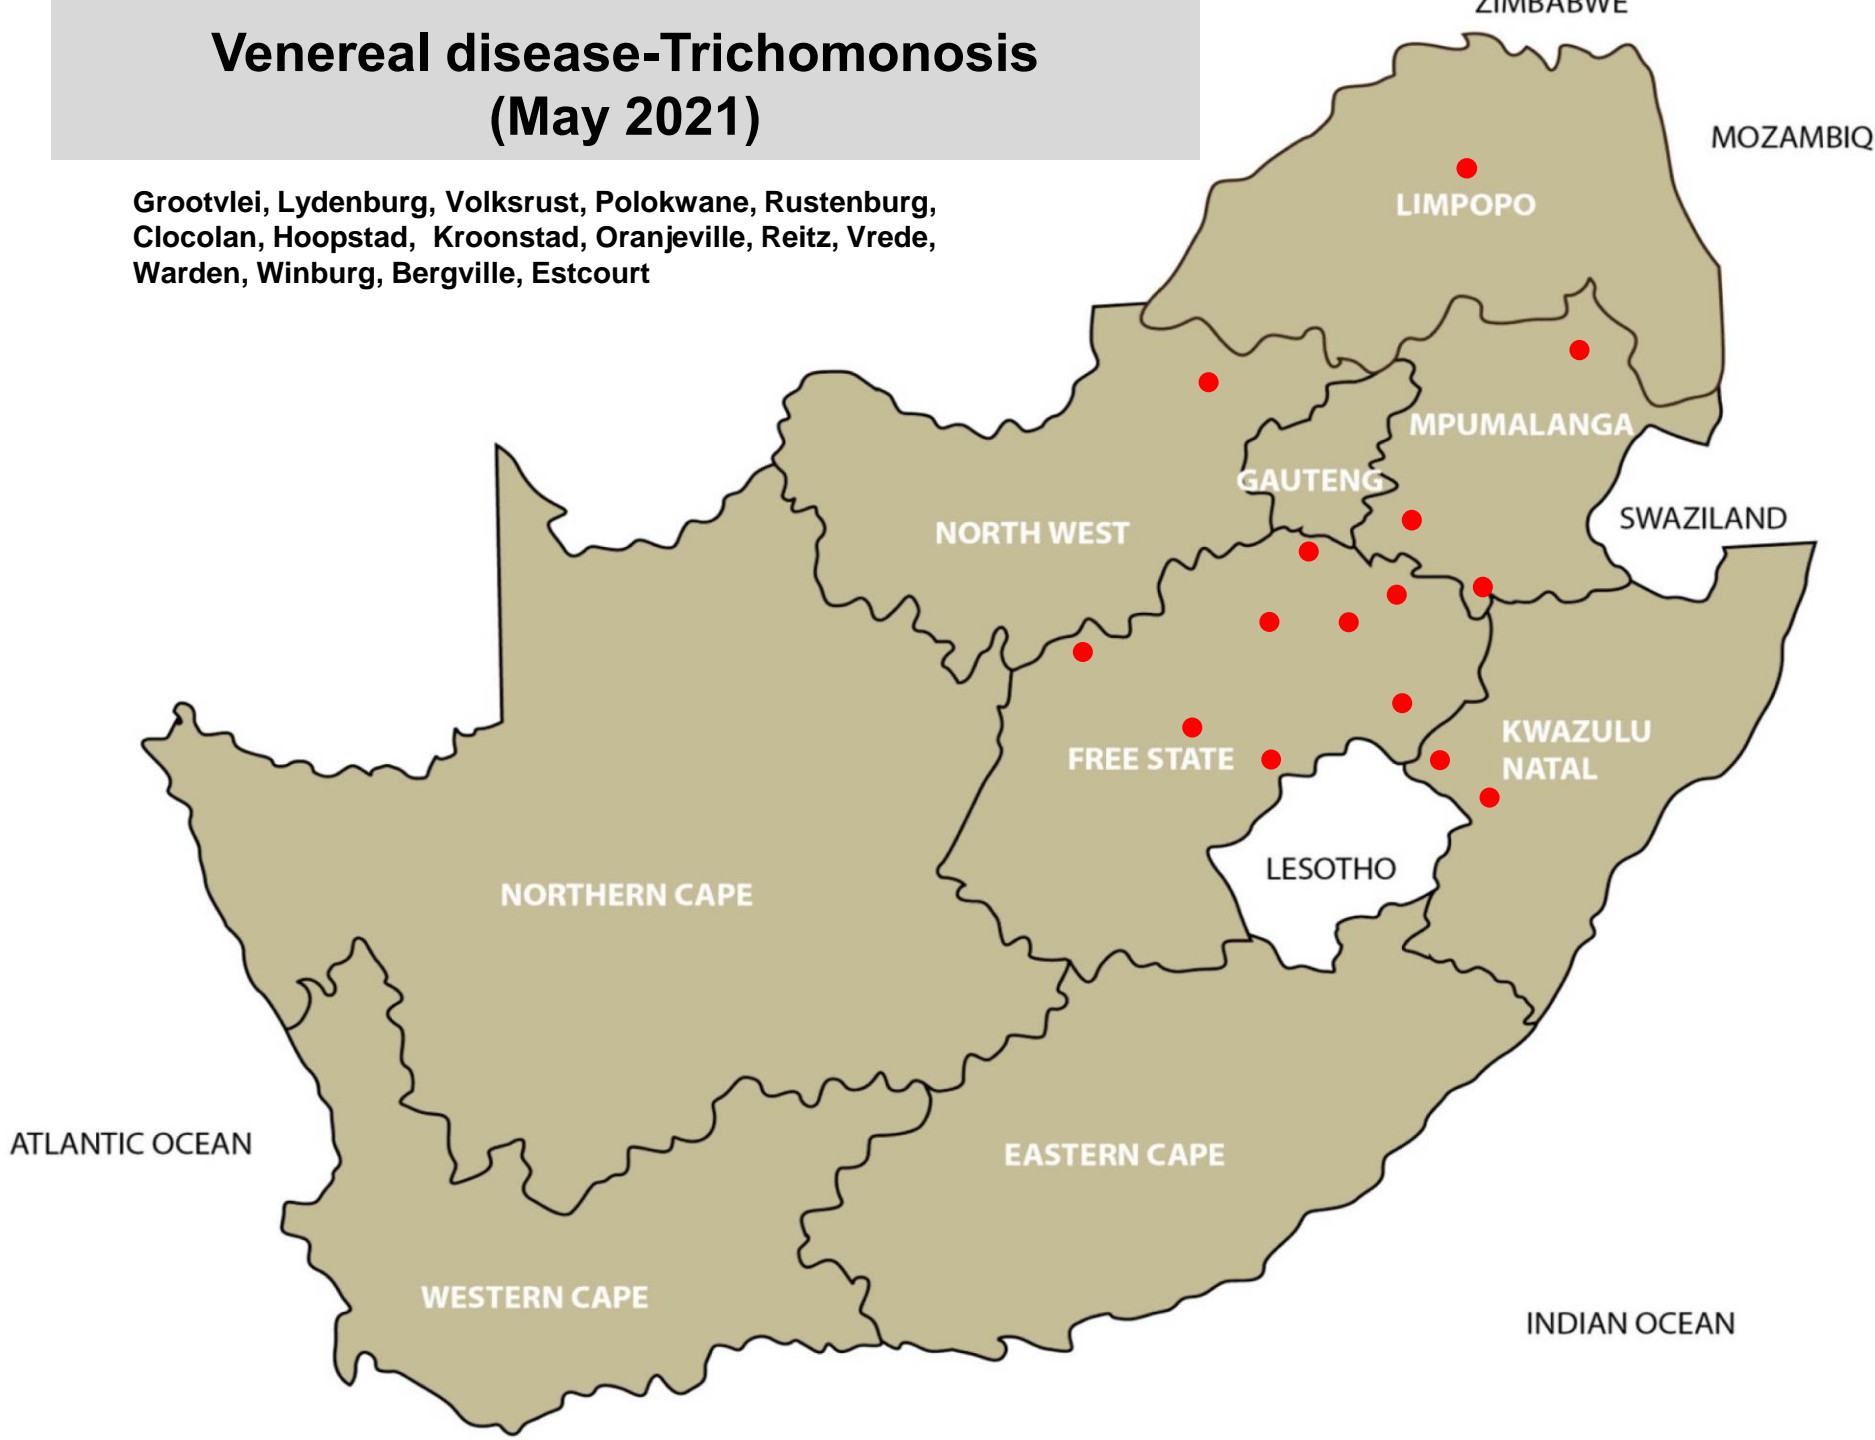 ZIMBABWE
Venereal disease-Trichomonosis
(May 2021)
MOZAMBIQ
Grootvlei, Lydenburg, Volksrust, Polokwane, Rustenburg,
Clocolan, Hoopstad, Kroonstad, Oranjeville, Reitz, Vrede,
Warden, Winburg, Bergville, Estcourt
LIMPOPO
MPUMALANGA
GAUTENG
SWAZILAND
NORTH WEST
KWAZULU
NATAL
FREE STATE
LESOTHO
NORTHERN CAPE
ATLANTIC OCEAN
EASTERN CAPE
WESTERN CAPE
INDIAN OCEAN